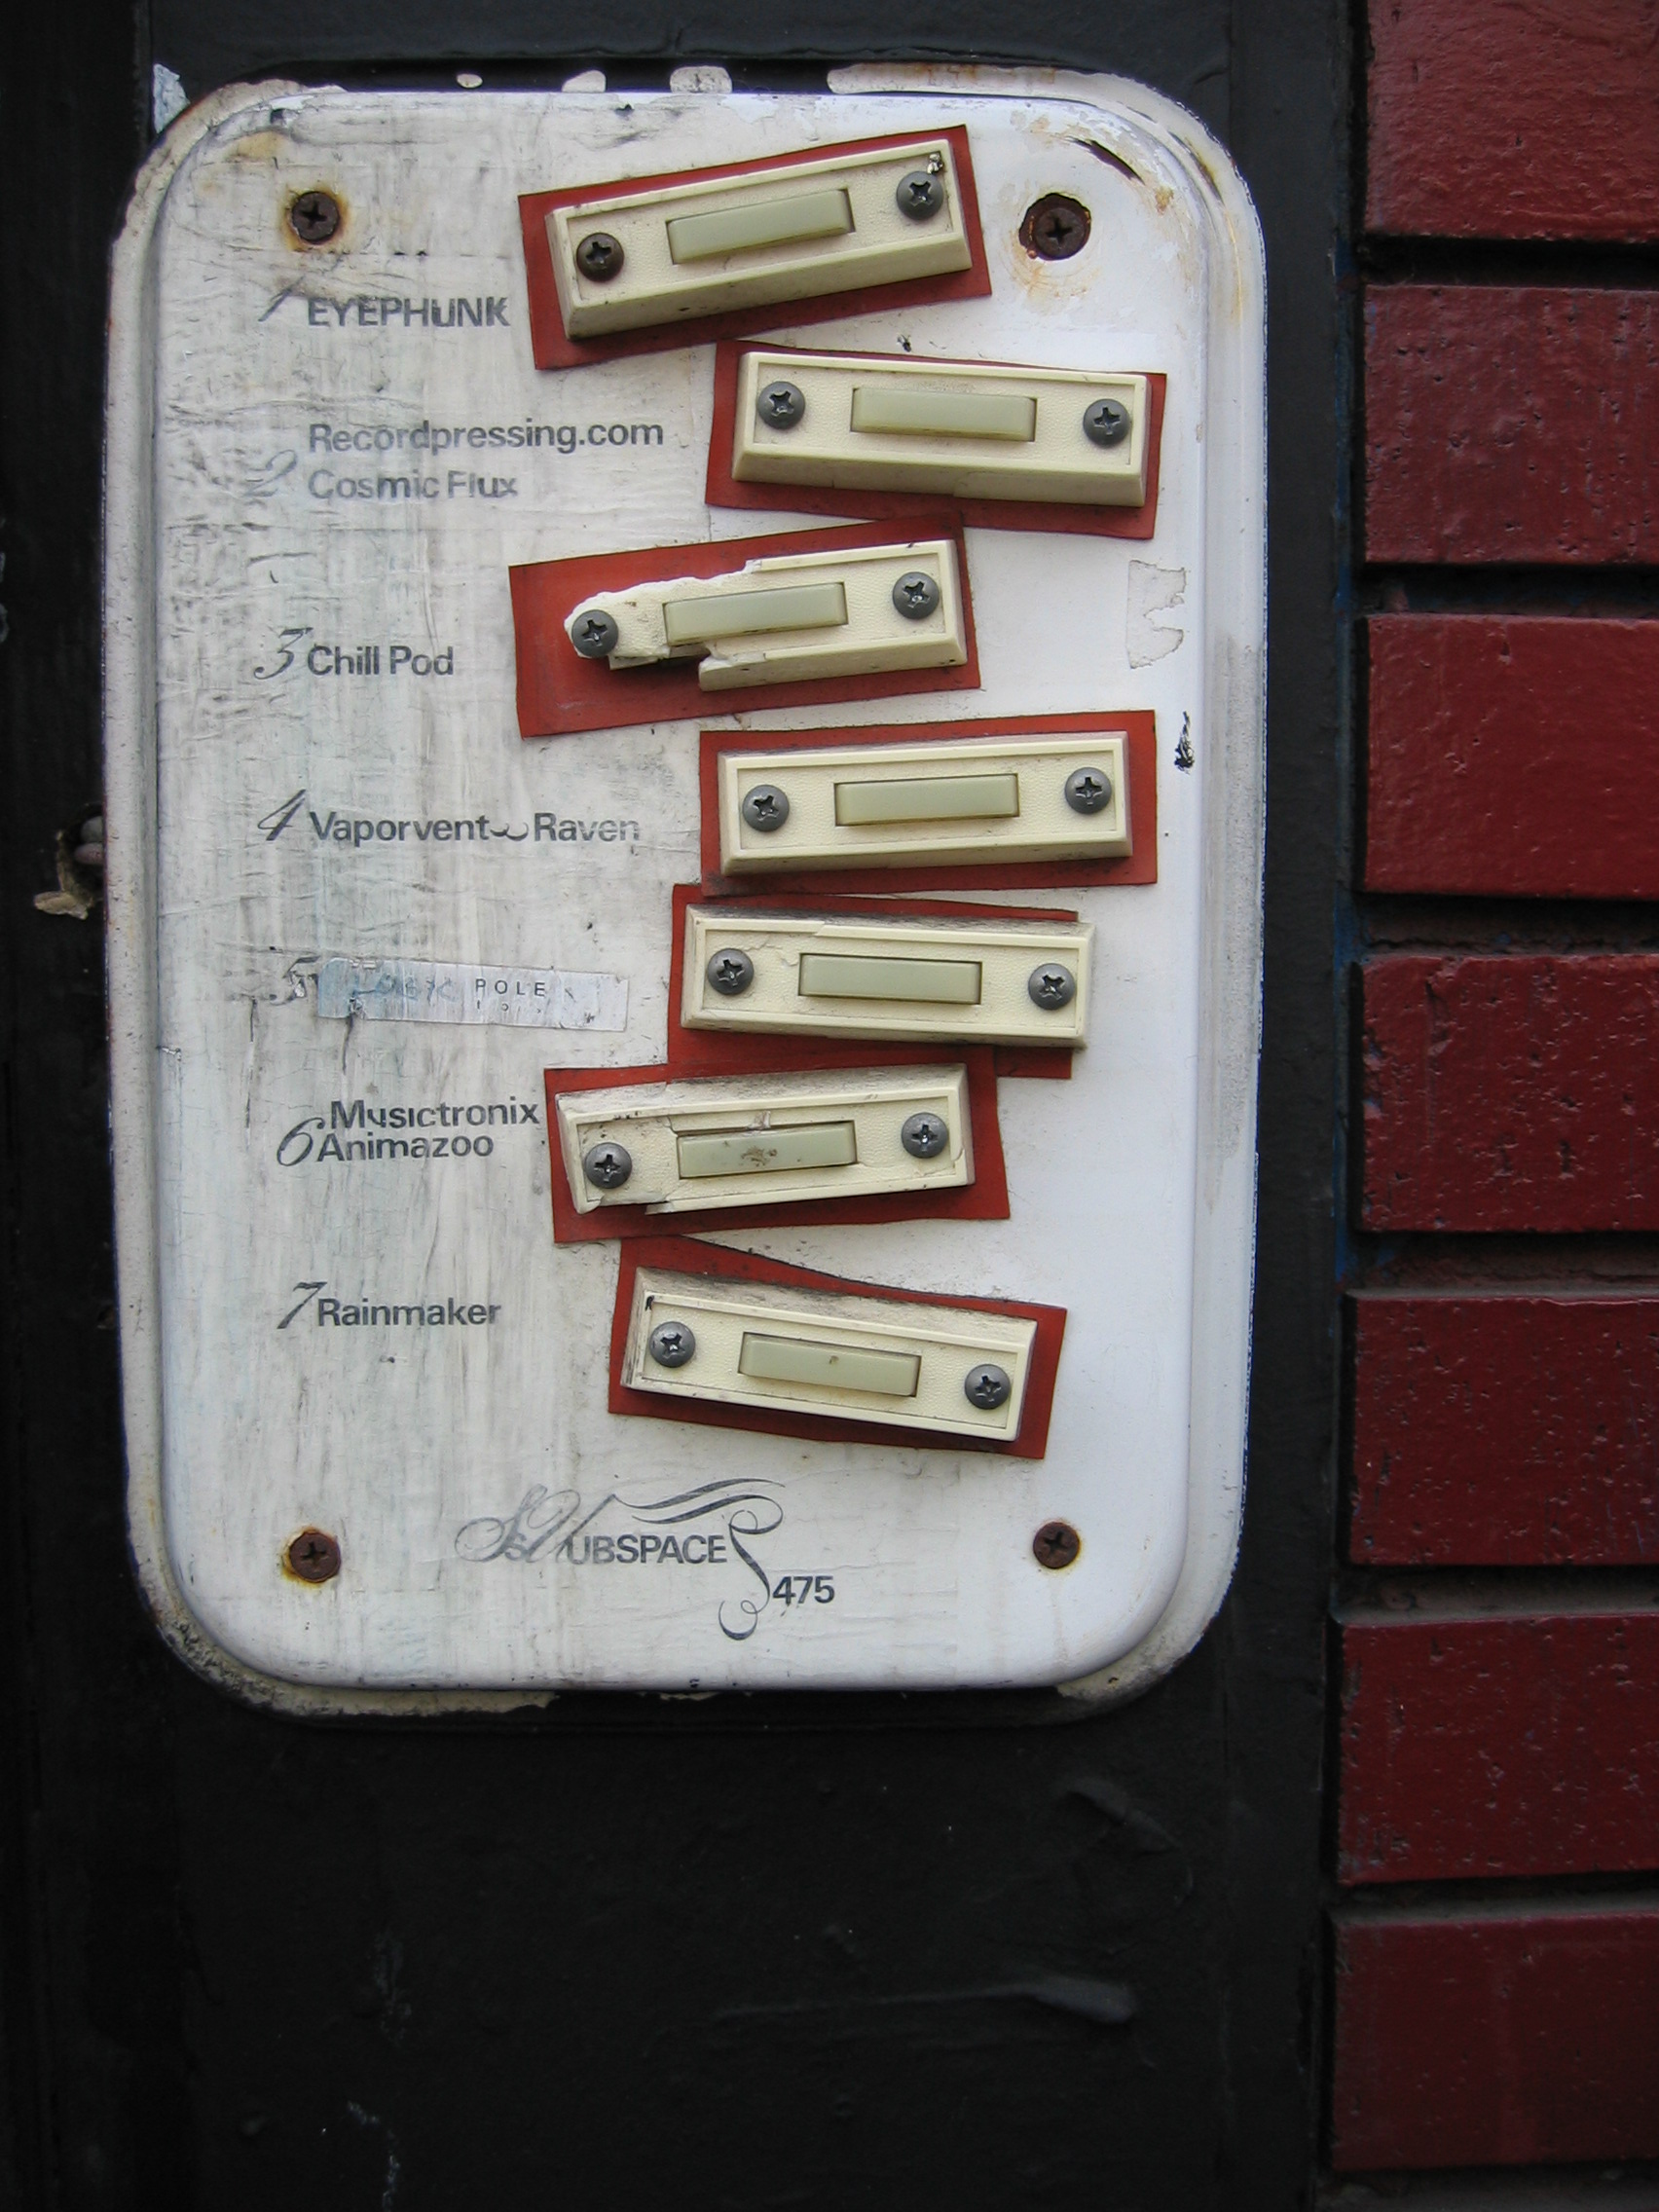 1 EYEPHUNK
Recordpressing.com
2 Cosmic Flux
3 Chill Pod
4 Vaporvent Raven
5 POLE
Musictronix
6 Animazoo
7 Rainmaker
SUBSPACE
475